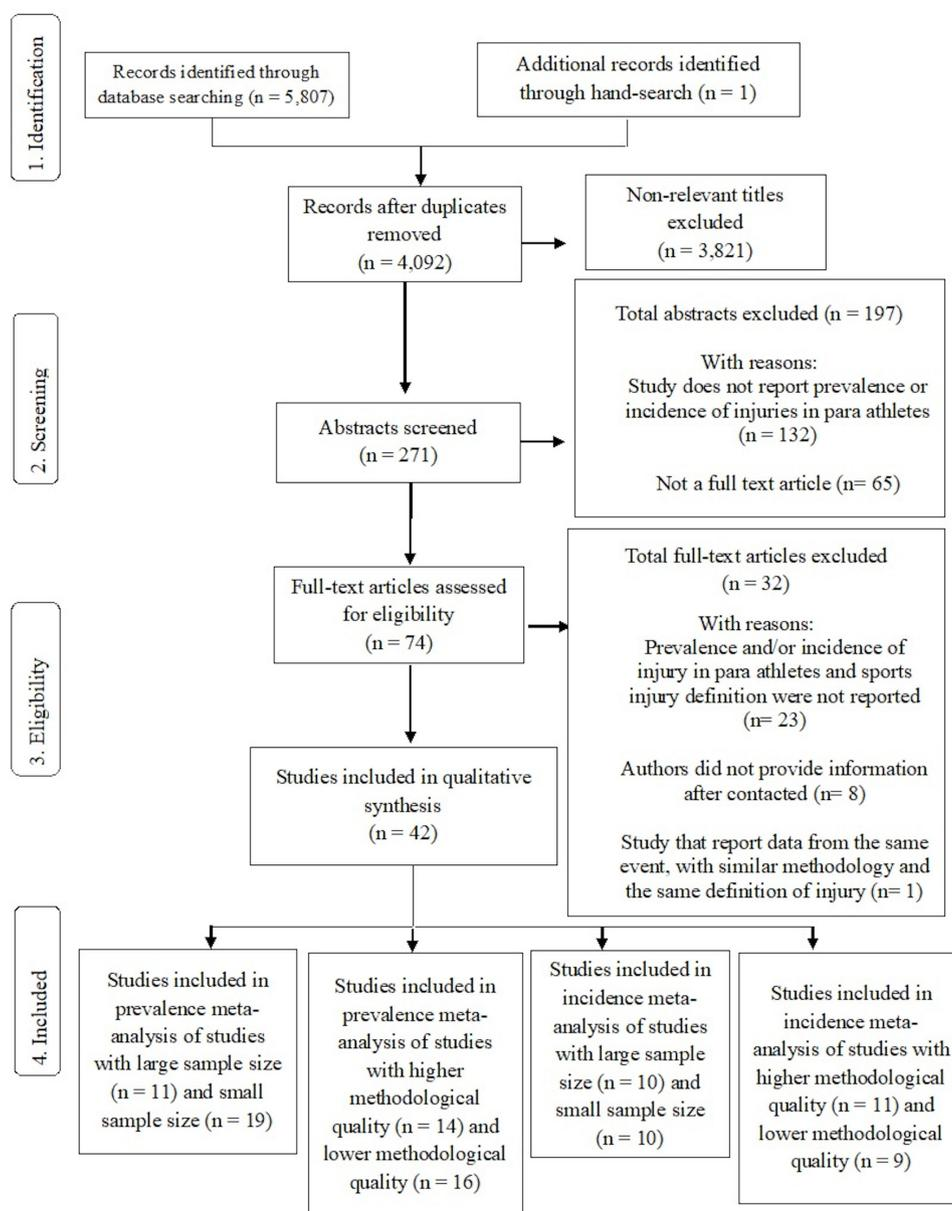 1. Identification
Records identified through
database searching (n = 5,807)
Additional records identified
through hand-search (n = 1)
Records after duplicates
removed
(n = 4,092)
Non-relevant titles
excluded
(n = 3,821)
2. Screening
Abstracts screened
(n = 271)
Total abstracts excluded (n = 197)
With reasons:
Study does not report prevalence or
incidence of injuries in para athletes
(n = 132)
Not a full text article (n= 65)
3. Eligibility
Full-text articles assessed
for eligibility
(n = 74)
Total full-text articles excluded
(n = 32)
With reasons:
Prevalence and/or incidence of
injury in para athletes and sports
injury definition were not reported
(n= 23)
Authors did not provide information
after contacted (n= 8)
Study that report data from the same
event, with similar methodology and
the same definition of injury (n= 1)
Studies included in qualitative
synthesis
(n = 42)
4. Included
Studies included in
prevalence meta-
analysis of studies
with large sample size
(n = 11) and small
sample size (n = 19)
Studies included in
prevalence meta-
analysis of studies
with higher
methodological
quality (n = 14) and
lower methodological
quality (n = 16)
Studies included in
incidence meta-
analysis of studies
with large sample
size (n = 10) and
small sample size
(n = 10)
Studies included in
incidence meta-
analysis of studies with
higher methodological
quality (n = 11) and
lower methodological
quality (n = 9)